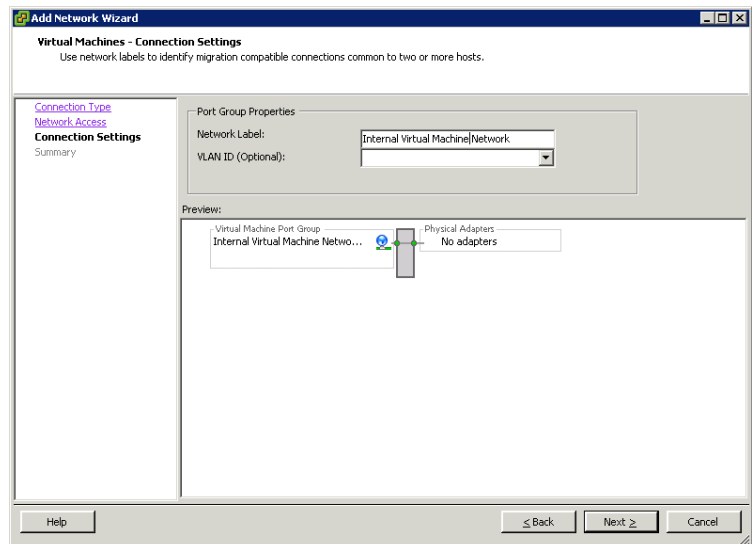 Add Network Wizard
Virtual Machines - Connection Settings
Use network labels to identify migration compatible connections common to two or more hosts.
Connection Type
Network Access
Connection Settings
Summary
Port Group Properties
Network Label:
Internal Virtual Machine Network
VLAN ID (Optional):
Preview:
Virtual Machine Port Group
Internal Virtual Machine Netwo...
Physical Adapters
No adapters
Help
≤ Back
Next ≥
Cancel